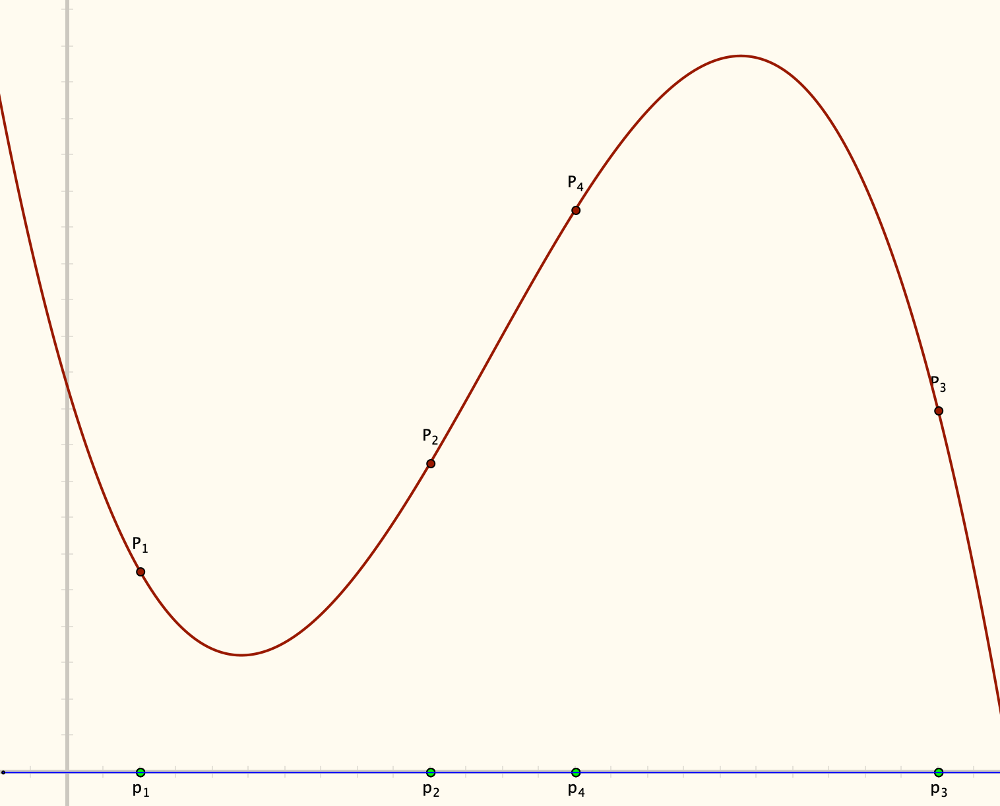 P₄
P₃
P₂
P₁
p₁ p₂ p₄ p₃